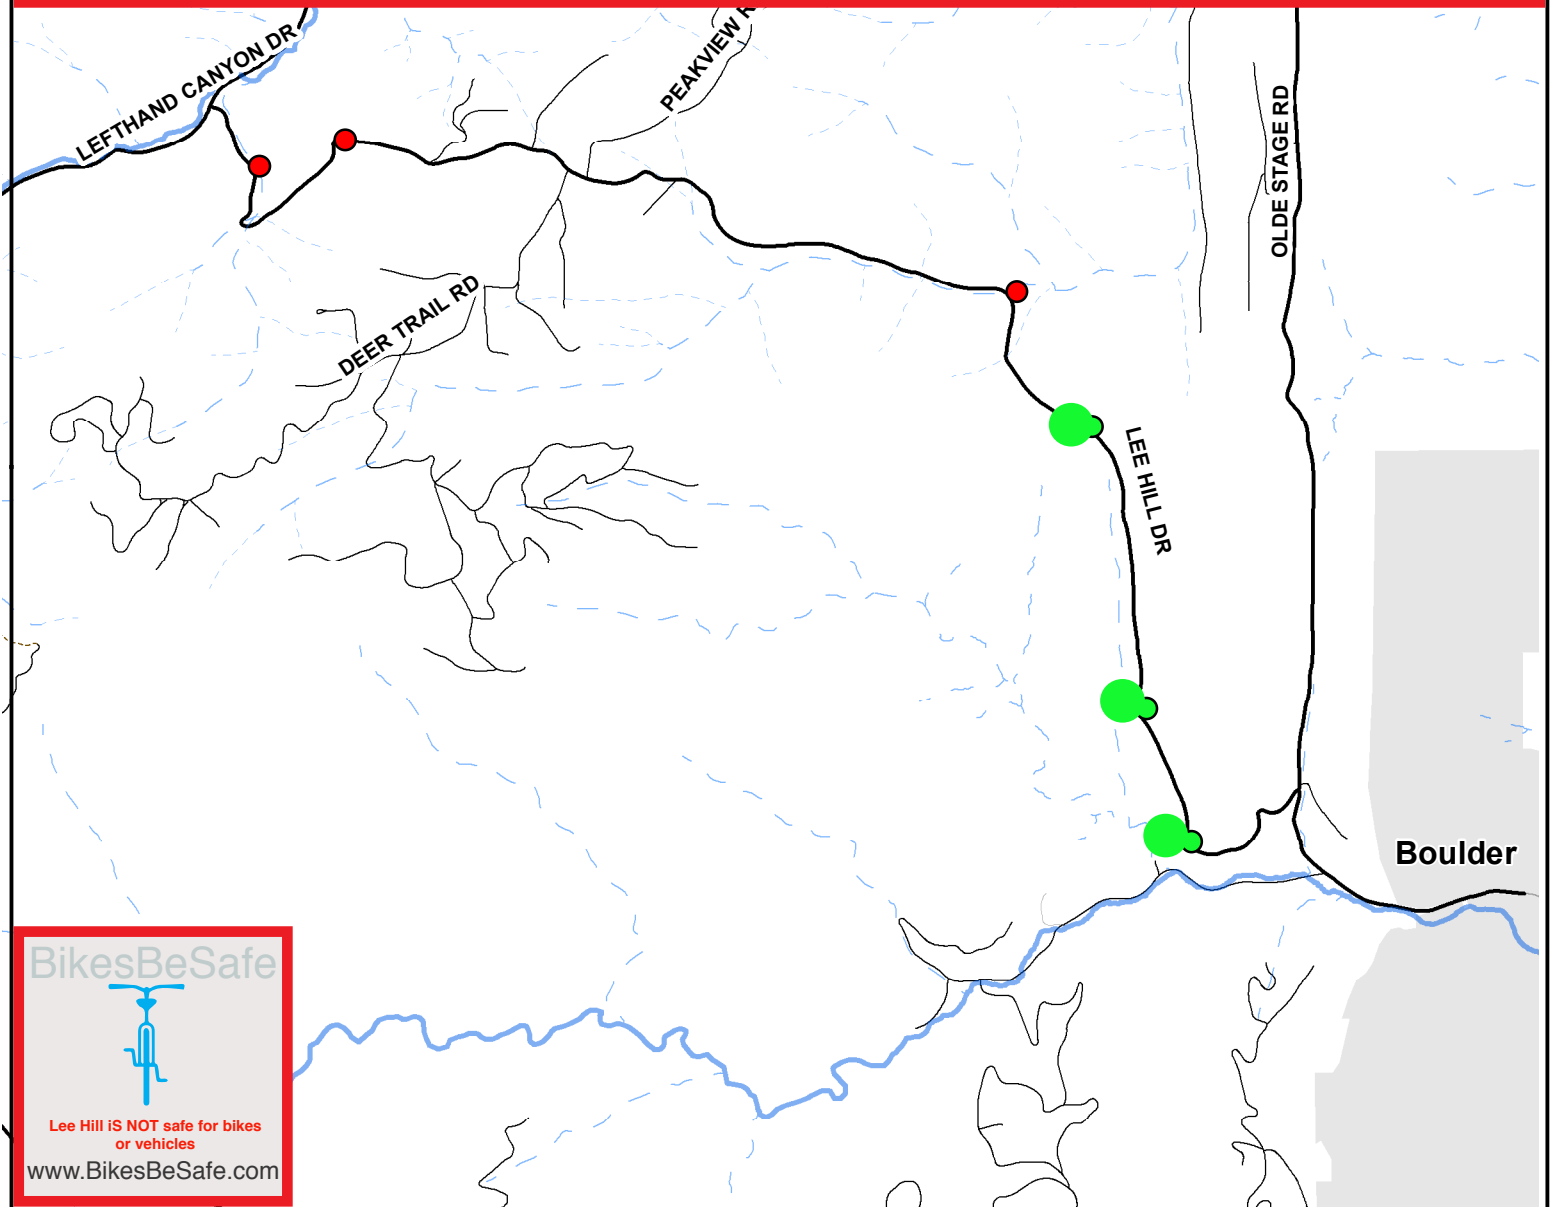 LEFTHAND CANYON DR
PEAKVIEW R
OLDE STAGE RD
DEER TRAIL RD
LEE HILL DR
Boulder
BikesBeSafe
Lee Hill iS NOT safe for bikes
or vehicles
www.BikesBeSafe.com